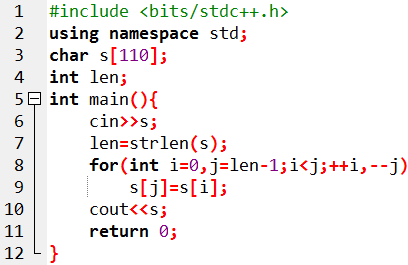 1 #include <bits/stdc++.h>
2 using namespace std;
3 char s[110];
4 int len;
5 int main(){
6 cin>>s;
7 len=strlen(s);
8 for(int i=0,j=len-1;i<j;++i,--j)
9 s[j]=s[i];
10 cout<<s;
11 return 0;
12 }